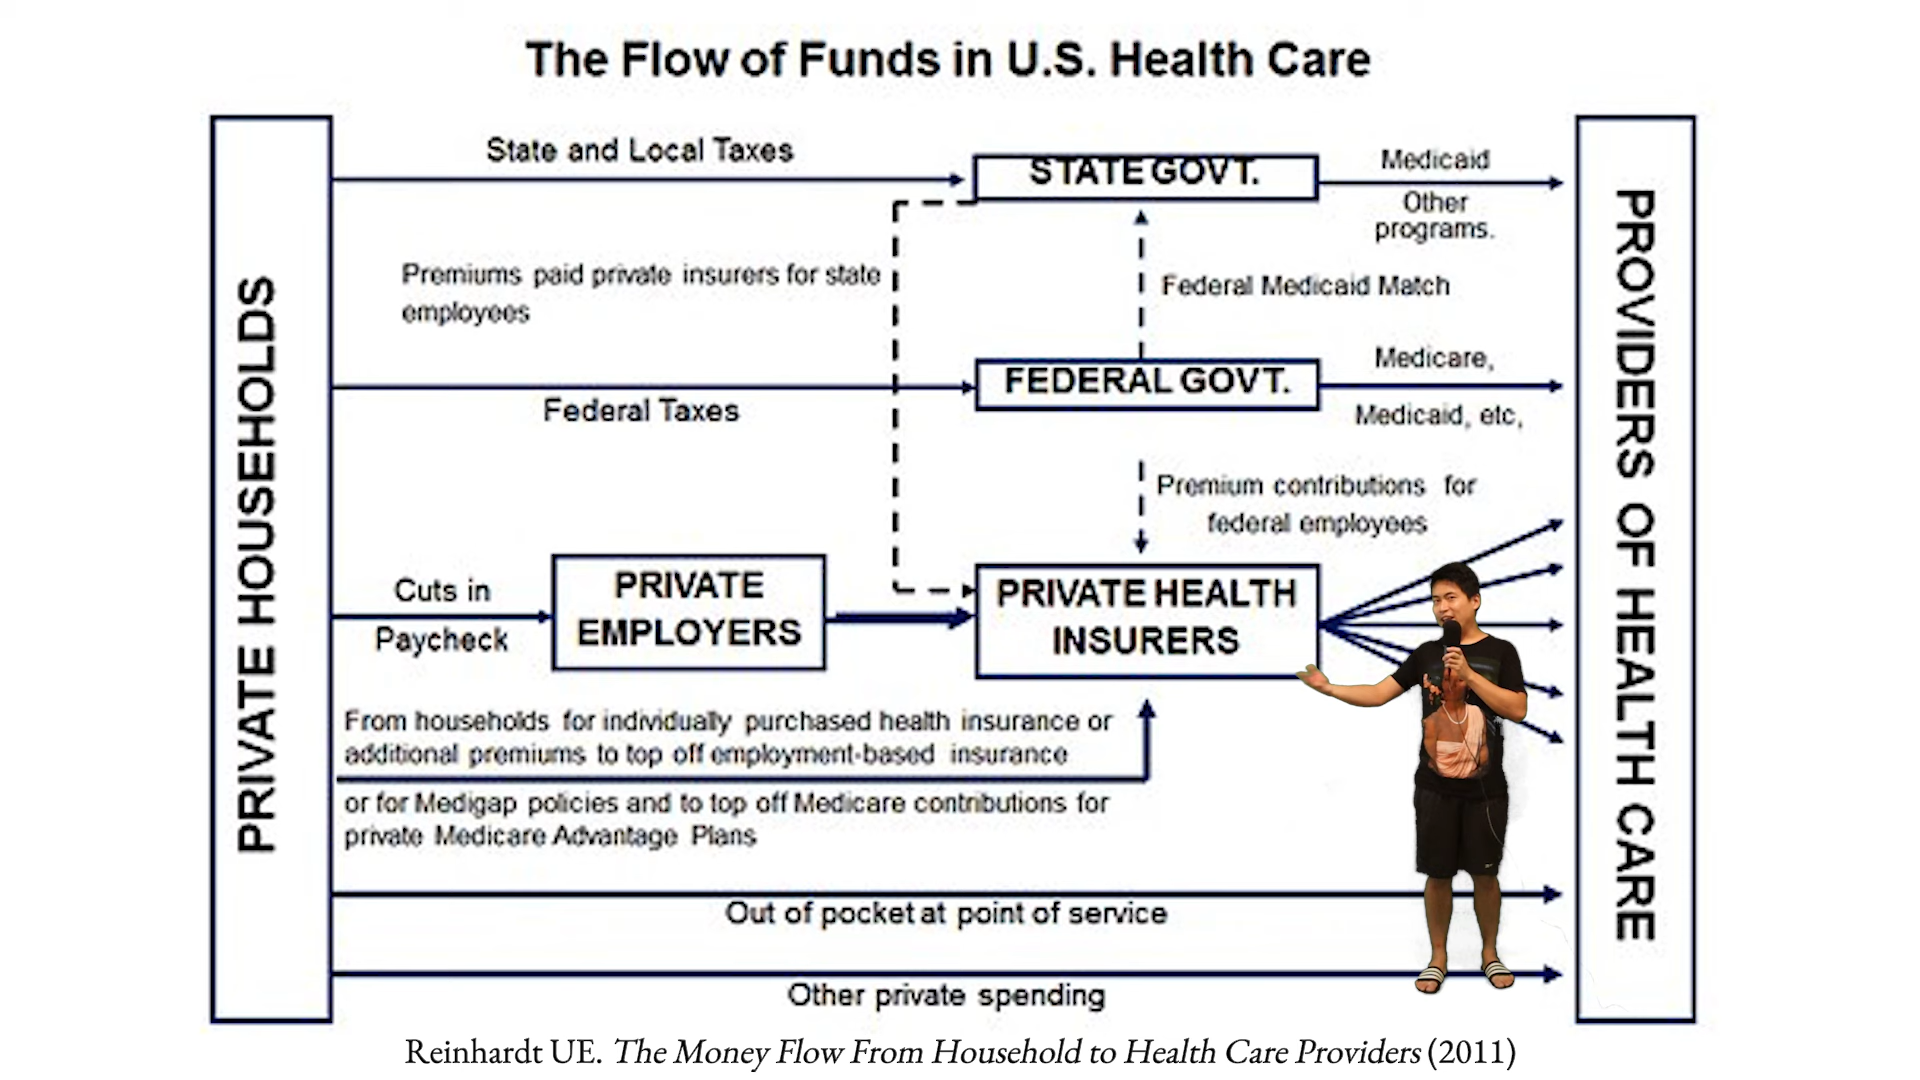 The Flow of Funds in U.S. Health Care
PRIVATE HOUSEHOLDS
State and Local Taxes
STATE GOVT.
Medicaid
Other
programs.
Premiums paid private insurers for state
employees
Federal Medicaid Match
Federal Taxes
FEDERAL GOVT.
Medicare,
Medicaid, etc,
Premium contributions for
federal employees
Cuts in
Paycheck
PRIVATE
EMPLOYERS
PRIVATE HEALTH
INSURERS
From households for individually purchased health insurance or
additional premiums to top off employment-based insurance
or for Medigap policies and to top off Medicare contributions for
private Medicare Advantage Plans
Out of pocket at point of service
Other private spending
PROVIDERS OF HEALTH CARE
Reinhardt UE. The Money Flow From Household to Health Care Providers (2011)